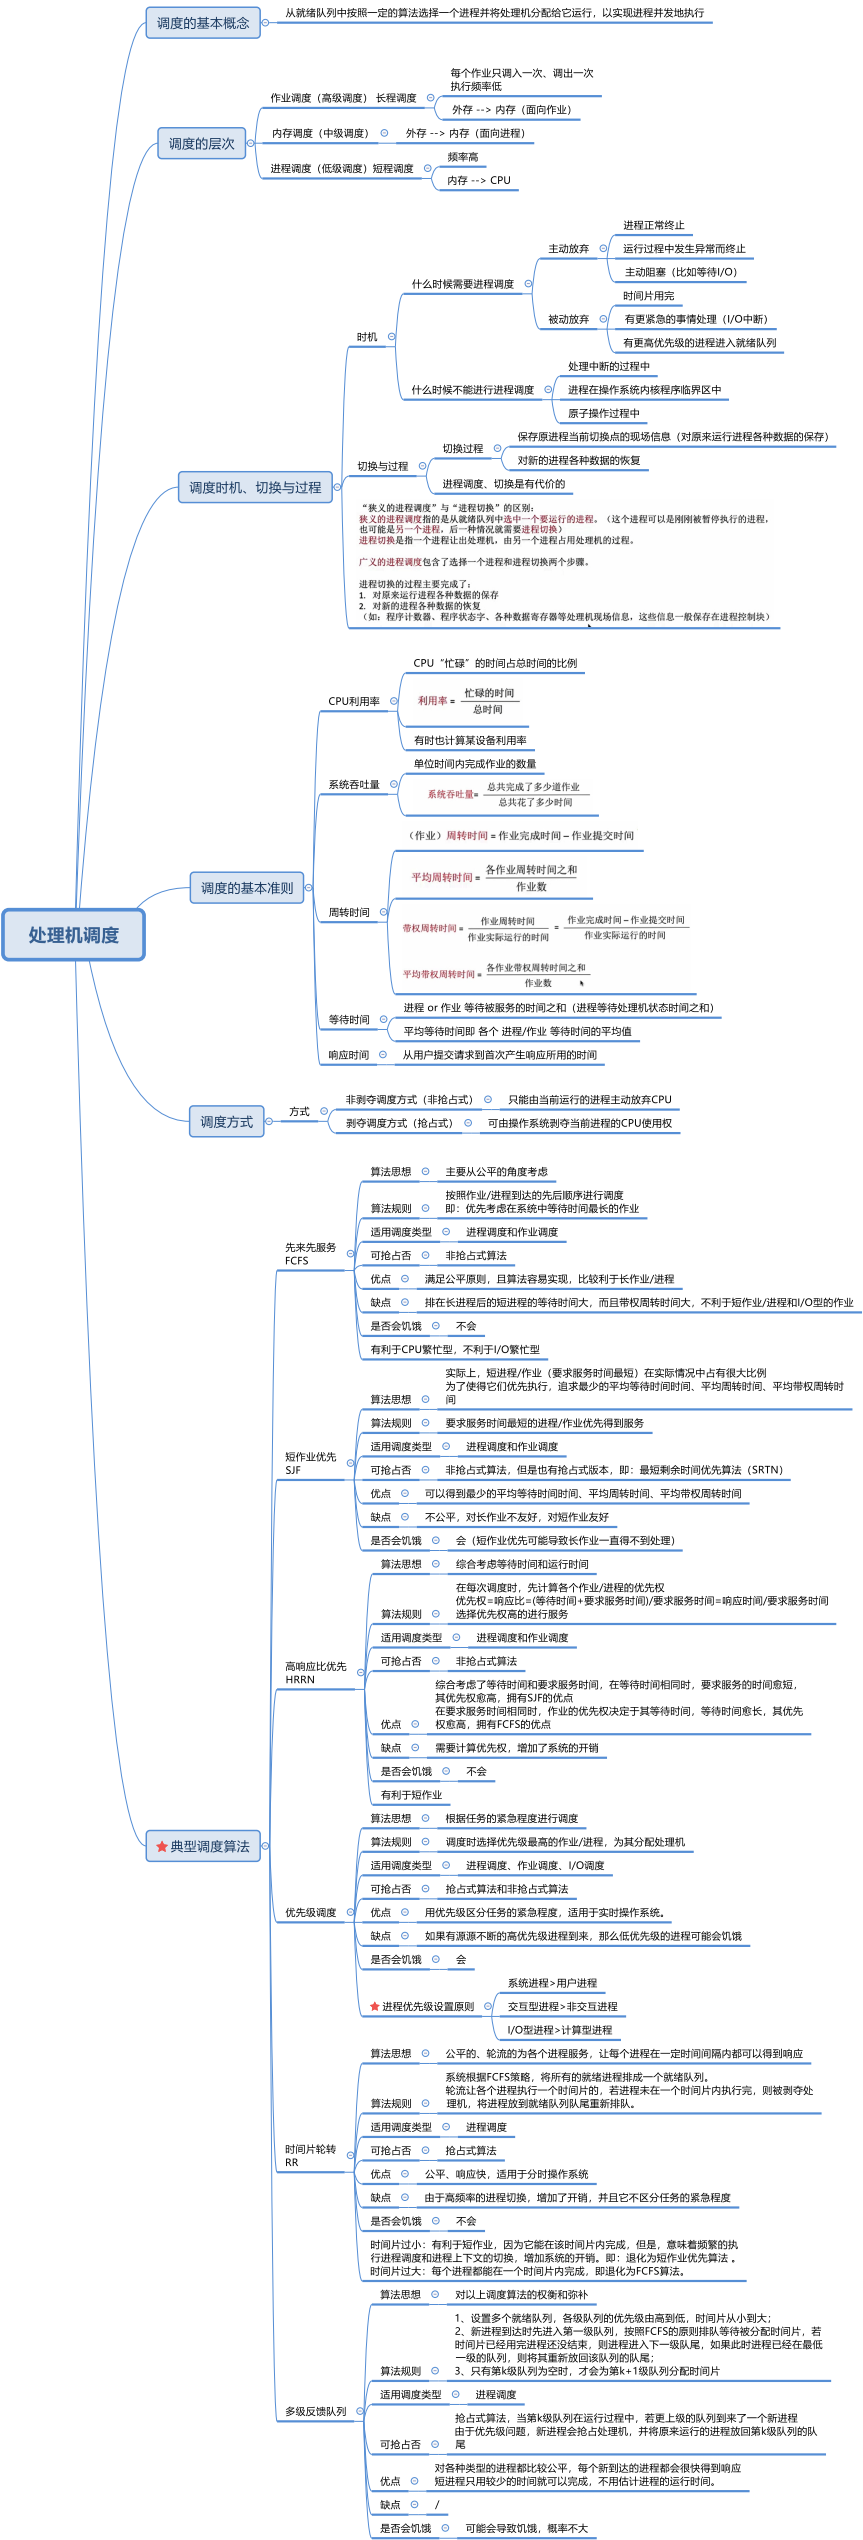 处理机调度
调度的基本概念
从就绪队列中按照一定的算法选择一个进程并将处理机分配给它运行，以实现进程并发地执行
调度的层次
作业调度（高级调度） 长程调度
每个作业只调入一次、调出一次
执行频率低
外存 --> 内存（面向作业）
内存调度（中级调度）
外存 --> 内存（面向进程）
进程调度（低级调度）短程调度
频率高
内存 --> CPU
调度时机、切换与过程
时机
什么时候需要进程调度
主动放弃
进程正常终止
运行过程中发生异常而终止
主动阻塞（比如等待I/O）
被动放弃
时间片用完
有更紧急的事情处理（I/O中断）
有更高优先级的进程进入就绪队列
什么时候不能进行进程调度
处理中断的过程中
进程在操作系统内核程序临界区中
原子操作过程中
切换与过程
切换过程
保存原进程当前切换点的现场信息（对原来运行进程各种数据的保存）
对新的进程各种数据的恢复
进程调度、切换是有代价的
“狭义的进程调度”与“进程切换”的区别：
狭义的进程调度指的是从就绪队列中选中一个要运行的进程。（这个进程可以是刚刚被暂停执行的进程，
也可能是另一个进程，后一种情况就需要进程切换）
进程切换是指一个进程让出处理机，由另一个进程占用处理机的过程。
广义的进程调度包含了选择一个进程和进程切换两个步骤。
进程切换的过程主要完成了：
1. 对原来运行进程各种数据的保存
2. 对新的进程各种数据的恢复
（如：程序计数器、程序状态字、各种数据寄存器等处理机现场信息，这些信息一般保存在进程控制块）
调度的基本准则
CPU利用率
CPU“忙碌”的时间占总时间的比例
利用率 = 忙碌的时间
总时间
有时也计算某设备利用率
系统吞吐量
单位时间内完成作业的数量
系统吞吐量= 总共完成了多少道作业
总共花了多少时间
周转时间
（作业）周转时间 = 作业完成时间 – 作业提交时间
平均周转时间 = 各作业周转时间之和
作业数
带权周转时间 = 作业周转时间 = 作业完成时间 – 作业提交时间
作业实际运行的时间 作业实际运行的时间
平均带权周转时间 = 各作业带权周转时间之和
作业数
等待时间
进程 or 作业 等待被服务的时间之和（进程等待处理机状态时间之和）
平均等待时间即 各个 进程/作业 等待时间的平均值
响应时间
从用户提交请求到首次产生响应所用的时间
调度方式
方式
非剥夺调度方式（非抢占式）
只能由当前运行的进程主动放弃CPU
剥夺调度方式（抢占式）
可由操作系统剥夺当前进程的CPU使用权
典型调度算法
先来先服务
FCFS
算法思想
主要从公平的角度考虑
算法规则
按照作业/进程到达的先后顺序进行调度
即：优先考虑在系统中等待时间最长的作业
适用调度类型
进程调度和作业调度
可抢占否
非抢占式算法
优点
满足公平原则，且算法容易实现，比较利于长作业/进程
缺点
排在长进程后的短进程的等待时间大，而且带权周转时间大，不利于短作业/进程和I/O型的作业
是否会饥饿
不会
有利于CPU繁忙型，不利于I/O繁忙型
短作业优先
SJF
算法思想
实际上，短进程/作业（要求服务时间最短）在实际情况中占有很大比例
为了使得它们优先执行，追求最少的平均等待时间时间、平均周转时间、平均带权周转时
间
算法规则
要求服务时间最短的进程/作业优先得到服务
适用调度类型
进程调度和作业调度
可抢占否
非抢占式算法，但是也有抢占式版本，即：最短剩余时间优先算法（SRTN）
优点
可以得到最少的平均等待时间时间、平均周转时间、平均带权周转时间
缺点
不公平，对长作业不友好，对短作业友好
是否会饥饿
会（短作业优先可能导致长作业一直得不到处理）
高响应比优先
HRRN
算法思想
综合考虑等待时间和运行时间
算法规则
在每次调度时，先计算各个作业/进程的优先权
优先权=响应比=(等待时间+要求服务时间)/要求服务时间=响应时间/要求服务时间
选择优先权高的进行服务
适用调度类型
进程调度和作业调度
可抢占否
非抢占式算法
优点
综合考虑了等待时间和要求服务时间，在等待时间相同时，要求服务的时间愈短，
其优先权愈高，拥有SJF的优点
在要求服务时间相同时，作业的优先权决定于其等待时间，等待时间愈长，其优先
权愈高，拥有FCFS的优点
缺点
需要计算优先权，增加了系统的开销
是否会饥饿
不会
有利于短作业
优先级调度
算法思想
根据任务的紧急程度进行调度
算法规则
调度时选择优先级最高的作业/进程，为其分配处理机
适用调度类型
进程调度、作业调度、I/O调度
可抢占否
抢占式算法和非抢占式算法
优点
用优先级区分任务的紧急程度，适用于实时操作系统。
缺点
如果有源源不断的高优先级进程到来，那么低优先级的进程可能会饥饿
是否会饥饿
会
进程优先级设置原则
系统进程>用户进程
交互型进程>非交互进程
I/O型进程>计算型进程
时间片轮转
RR
算法思想
公平的、轮流的为各个进程服务，让每个进程在一定时间间隔内都可以得到响应
算法规则
系统根据FCFS策略，将所有的就绪进程排成一个就绪队列。
轮流让各个进程执行一个时间片的，若进程未在一个时间片内执行完，则被剥夺处
理机，将进程放到就绪队列队尾重新排队。
适用调度类型
进程调度
可抢占否
抢占式算法
优点
公平、响应快，适用于分时操作系统
缺点
由于高频率的进程切换，增加了开销，并且它不区分任务的紧急程度
是否会饥饿
不会
时间片过小：有利于短作业，因为它能在该时间片内完成，但是，意味着频繁的执
行进程调度和进程上下文的切换，增加系统的开销。即：退化为短作业优先算法 。
时间片过大：每个进程都能在一个时间片内完成，即退化为FCFS算法。
多级反馈队列
算法思想
对以上调度算法的权衡和弥补
算法规则
1、设置多个就绪队列，各级队列的优先级由高到低，时间片从小到大；
2、新进程到达时先进入第一级队列，按照FCFS的原则排队等待被分配时间片，若
时间片已经用完进程还没结束，则进程进入下一级队尾，如果此时进程已经在最低
一级的队列，则将其重新放回该队列的队尾；
3、只有第k级队列为空时，才会为第k+1级队列分配时间片
适用调度类型
进程调度
可抢占否
抢占式算法，当第k级队列在运行过程中，若更上级的队列到来了一个新进程
由于优先级问题，新进程会抢占处理机，并将原来运行的进程放回第k级队列的队
尾
优点
对各种类型的进程都比较公平，每个新到达的进程都会很快得到响应
短进程只用较少的时间就可以完成，不用估计进程的运行时间。
缺点
/
是否会饥饿
可能会导致饥饿，概率不大